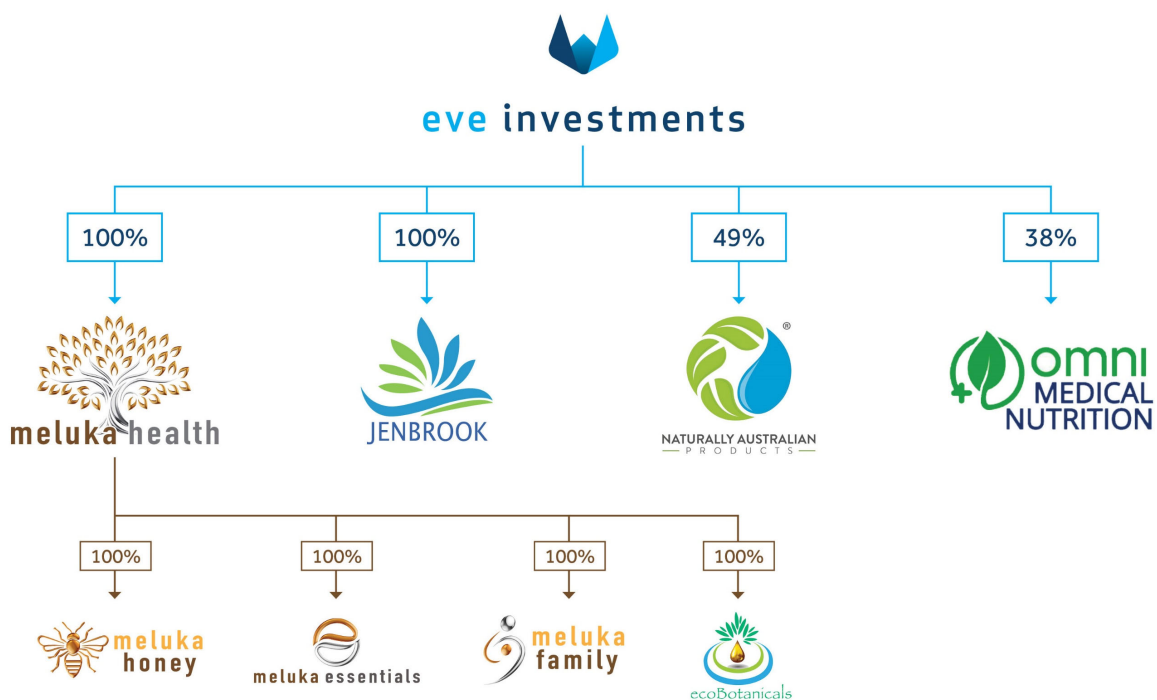 eve investments
100%
100%
49%
38%
meluka health
JENBROOK
®
NATURALLY AUSTRALIAN
PRODUCTS
omni
MEDICAL
NUTRITION
100%
100%
100%
100%
meluka
honey
meluka essentials
meluka
family
ecoBotanicals